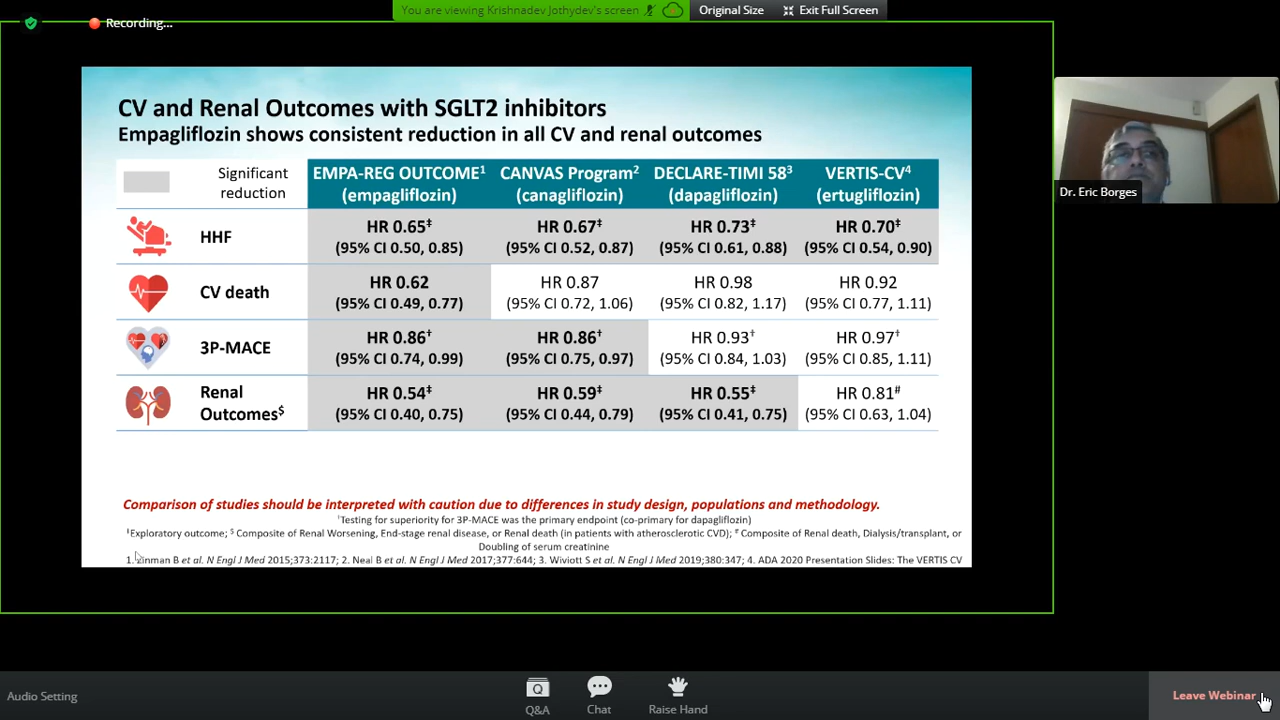 You are viewing Krishnadev Jothydev's screen
Original Size
Exit Full Screen
Recording...
CV and Renal Outcomes with SGLT2 inhibitors
Empagliflozin shows consistent reduction in all CV and renal outcomes
Significant reduction
EMPA-REG OUTCOME¹ (empagliflozin)
CANVAS Program² (canagliflozin)
DECLARE-TIMI 58³ (dapagliflozin)
VERTIS-CV⁴ (ertugliflozin)
HHF
HR 0.65‡ (95% CI 0.50, 0.85)
HR 0.67‡ (95% CI 0.52, 0.87)
HR 0.73‡ (95% CI 0.61, 0.88)
HR 0.70‡ (95% CI 0.54, 0.90)
CV death
HR 0.62 (95% CI 0.49, 0.77)
HR 0.87 (95% CI 0.72, 1.06)
HR 0.98 (95% CI 0.82, 1.17)
HR 0.92 (95% CI 0.77, 1.11)
3P-MACE
HR 0.86† (95% CI 0.74, 0.99)
HR 0.86† (95% CI 0.75, 0.97)
HR 0.93† (95% CI 0.84, 1.03)
HR 0.97† (95% CI 0.85, 1.11)
Renal Outcomes$
HR 0.54‡ (95% CI 0.40, 0.75)
HR 0.59‡ (95% CI 0.44, 0.79)
HR 0.55‡ (95% CI 0.41, 0.75)
HR 0.81# (95% CI 0.63, 1.04)
Comparison of studies should be interpreted with caution due to differences in study design, populations and methodology.
†Testing for superiority for 3P-MACE was the primary endpoint (co-primary for dapagliflozin)
‡Exploratory outcome; $ Composite of Renal Worsening, End-stage renal disease, or Renal death (in patients with atherosclerotic CVD); # Composite of Renal death, Dialysis/transplant, or
Doubling of serum creatinine
1. Zinman B et al. N Engl J Med 2015;373:2117; 2. Neal B et al. N Engl J Med 2017;377:644; 3. Wiviott S et al. N Engl J Med 2019;380:347; 4. ADA 2020 Presentation Slides: The VERTIS CV
Dr. Eric Borges
Audio Setting
Q&A
Chat
Raise Hand
Leave Webinar